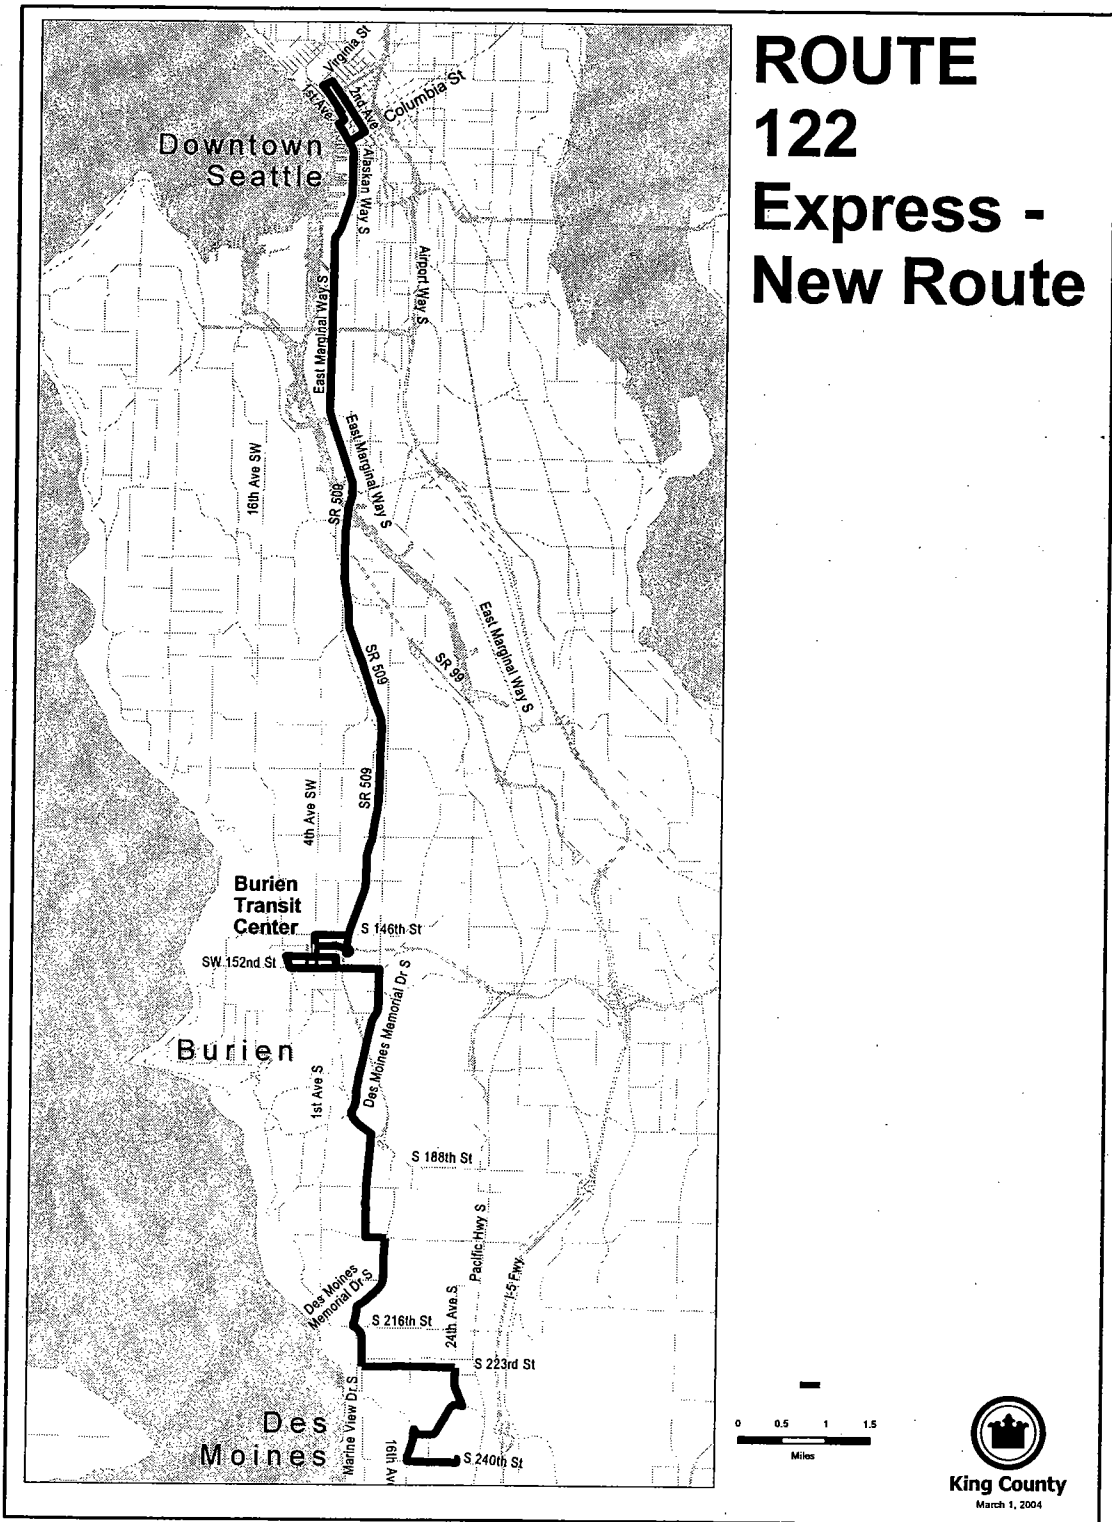 ROUTE
122
Express -
New Route
Virginia St
1st Ave
2nd Ave
Columbia St
Downtown
Seattle
Alaskan Way S
Airport Way S
East Marginal Way S
East Marginal Way S
16th Ave SW
SR 509
East Marginal Way S
SR 509
SR 99
SR 509
4th Ave SW
Burien
Transit
Center
S 146th St
SW 152nd St
Des Moines Memorial Dr S
Burien
1st Ave S
S 188th St
Pacific Hwy S
I-5 Fwy
Des Moines
Memorial Dr S
24th Ave S
S 216th St
S 223rd St
Marine View Dr S
Des
Moines
16th Av
S 240th St
0 0.5 1 1.5
Miles
King County
March 1, 2004